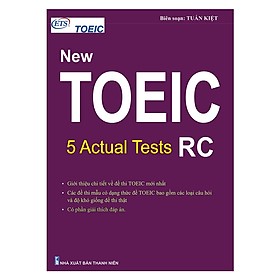 ETS TOEIC
Biên soạn: TUẤN KIỆT
New
TOEIC
5 Actual Tests RC
• Giới thiệu chi tiết về đề thi TOEIC mới nhất
• Các đề thi mẫu có dạng thức đề TOEIC bao gồm các loại câu hỏi
và độ khó giống đề thi thật
• Có phần giải thích đáp án.
NHÀ XUẤT BẢN THANH NIÊN